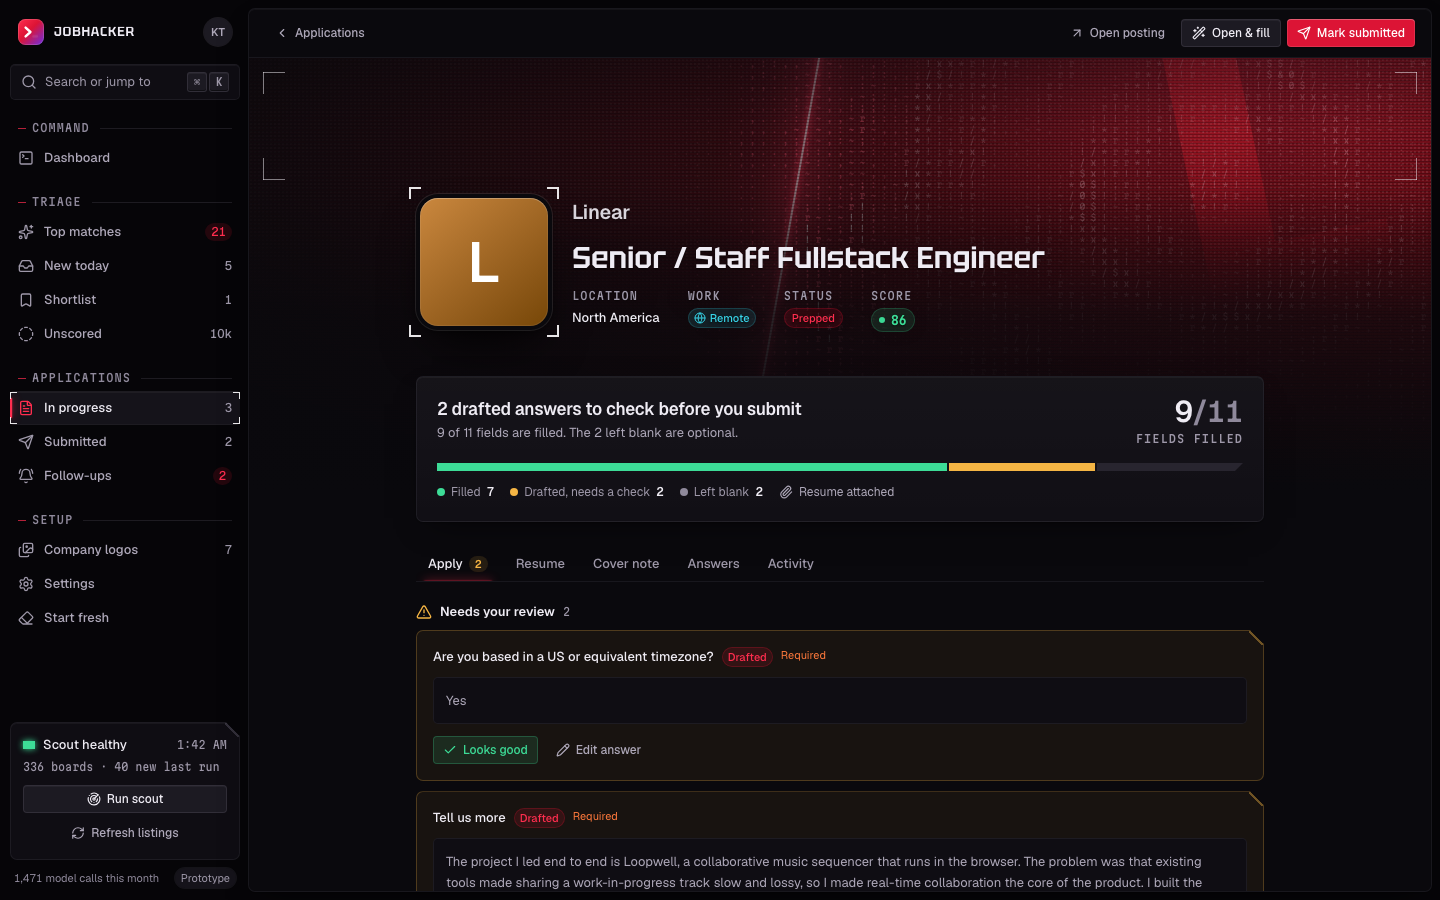 JOBHACKER
KT
Search or jump to
⌘ K
COMMAND
Dashboard
TRIAGE
Top matches 21
New today 5
Shortlist 1
Unscored 10k
APPLICATIONS
In progress 3
Submitted 2
Follow-ups 2
SETUP
Company logos 7
Settings
Start fresh
Scout healthy 1:42 AM
336 boards · 40 new last run
Run scout
Refresh listings
1,471 model calls this month Prototype
Applications
Open posting
Open & fill
Mark submitted
L
Linear
Senior / Staff Fullstack Engineer
LOCATION WORK STATUS SCORE
North America Remote Prepped 86
2 drafted answers to check before you submit
9/11
9 of 11 fields are filled. The 2 left blank are optional.
FIELDS FILLED
Filled 7 Drafted, needs a check 2 Left blank 2 Resume attached
Apply 2 Resume Cover note Answers Activity
Needs your review 2
Are you based in a US or equivalent timezone? Drafted Required
Yes
Looks good Edit answer
Tell us more Drafted Required
The project I led end to end is Loopwell, a collaborative music sequencer that runs in the browser. The problem was that existing
tools made sharing a work-in-progress track slow and lossy, so I made real-time collaboration the core of the product. I built the